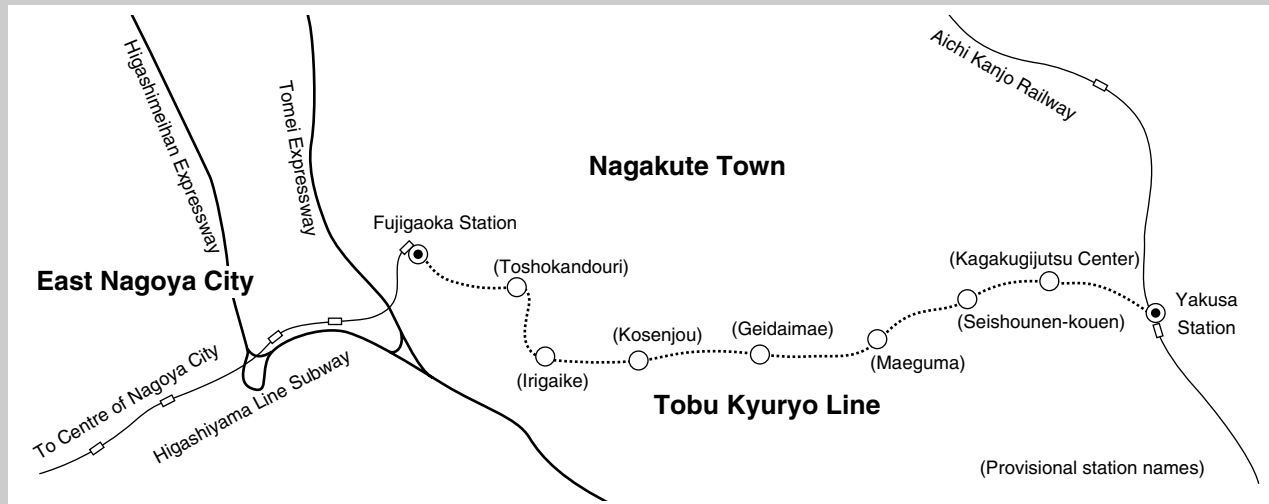 Higashimeihan Expressway
Tomei Expressway
Aichi Kanjo Railway
Nagakute Town
Fujigaoka Station
East Nagoya City
(Toshokandouri)
(Kagakugijutsu Center)
Yakusa
Station
(Seishounen-kouen)
(Kosenjou)
(Geidaimae)
(Maeguma)
(Irigaike)
To Centre of Nagoya City
Higashiyama Line Subway
Tobu Kyuryo Line
(Provisional station names)